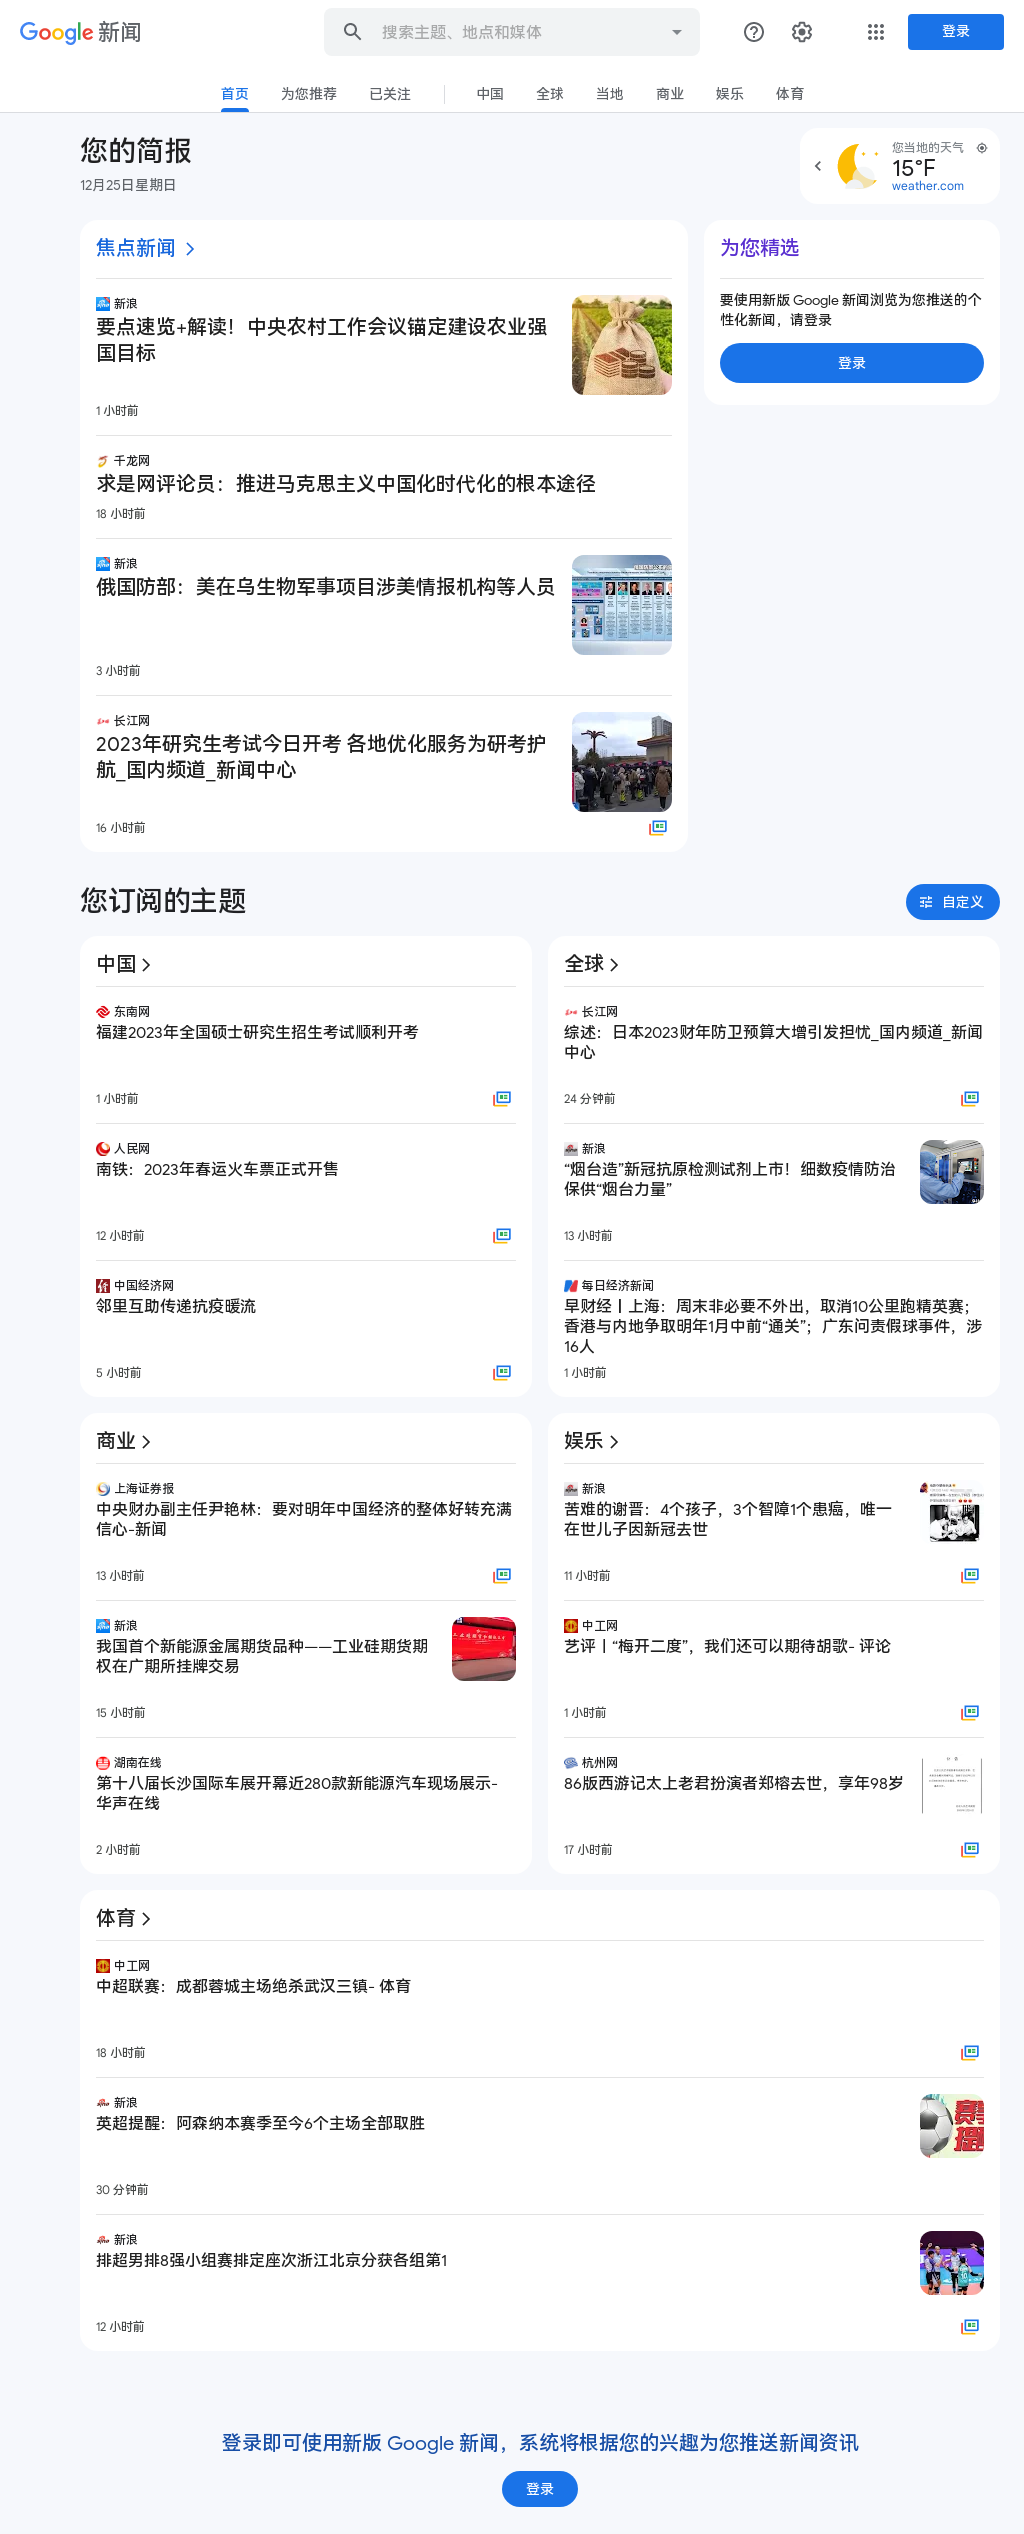 Google 新闻
搜索主题、地点和媒体
登录
首页 为您推荐 已关注 中国 全球 当地 商业 娱乐 体育
您的简报
12月25日星期日
您当地的天气
15°F
weather.com
焦点新闻
新浪
要点速览+解读！中央农村工作会议锚定建设农业强
国目标
1 小时前
千龙网
求是网评论员：推进马克思主义中国化时代化的根本途径
18 小时前
新浪
俄国防部：美在乌生物军事项目涉美情报机构等人员
3 小时前
长江网
2023年研究生考试今日开考 各地优化服务为研考护
航_国内频道_新闻中心
16 小时前
为您精选
要使用新版 Google 新闻浏览为您推送的个
性化新闻，请登录
登录
您订阅的主题
自定义
中国
东南网
福建2023年全国硕士研究生招生考试顺利开考
1 小时前
人民网
南铁：2023年春运火车票正式开售
12 小时前
中国经济网
邻里互助传递抗疫暖流
5 小时前
全球
长江网
综述：日本2023财年防卫预算大增引发担忧_国内频道_新闻
中心
24 分钟前
新浪
“烟台造”新冠抗原检测试剂上市！细数疫情防治
保供“烟台力量”
13 小时前
每日经济新闻
早财经丨上海：周末非必要不外出，取消10公里跑精英赛；
香港与内地争取明年1月中前“通关”；广东问责假球事件，涉
16人
1 小时前
商业
上海证券报
中央财办副主任尹艳林：要对明年中国经济的整体好转充满
信心-新闻
13 小时前
新浪
我国首个新能源金属期货品种——工业硅期货期
权在广期所挂牌交易
15 小时前
湖南在线
第十八届长沙国际车展开幕近280款新能源汽车现场展示-
华声在线
2 小时前
娱乐
新浪
苦难的谢晋：4个孩子，3个智障1个患癌，唯一
在世儿子因新冠去世
11 小时前
中工网
艺评丨“梅开二度”，我们还可以期待胡歌- 评论
1 小时前
杭州网
86版西游记太上老君扮演者郑榕去世，享年98岁
17 小时前
体育
中工网
中超联赛：成都蓉城主场绝杀武汉三镇- 体育
18 小时前
新浪
英超提醒：阿森纳本赛季至今6个主场全部取胜
30 分钟前
新浪
排超男排8强小组赛排定座次浙江北京分获各组第1
12 小时前
登录即可使用新版 Google 新闻，系统将根据您的兴趣为您推送新闻资讯
登录